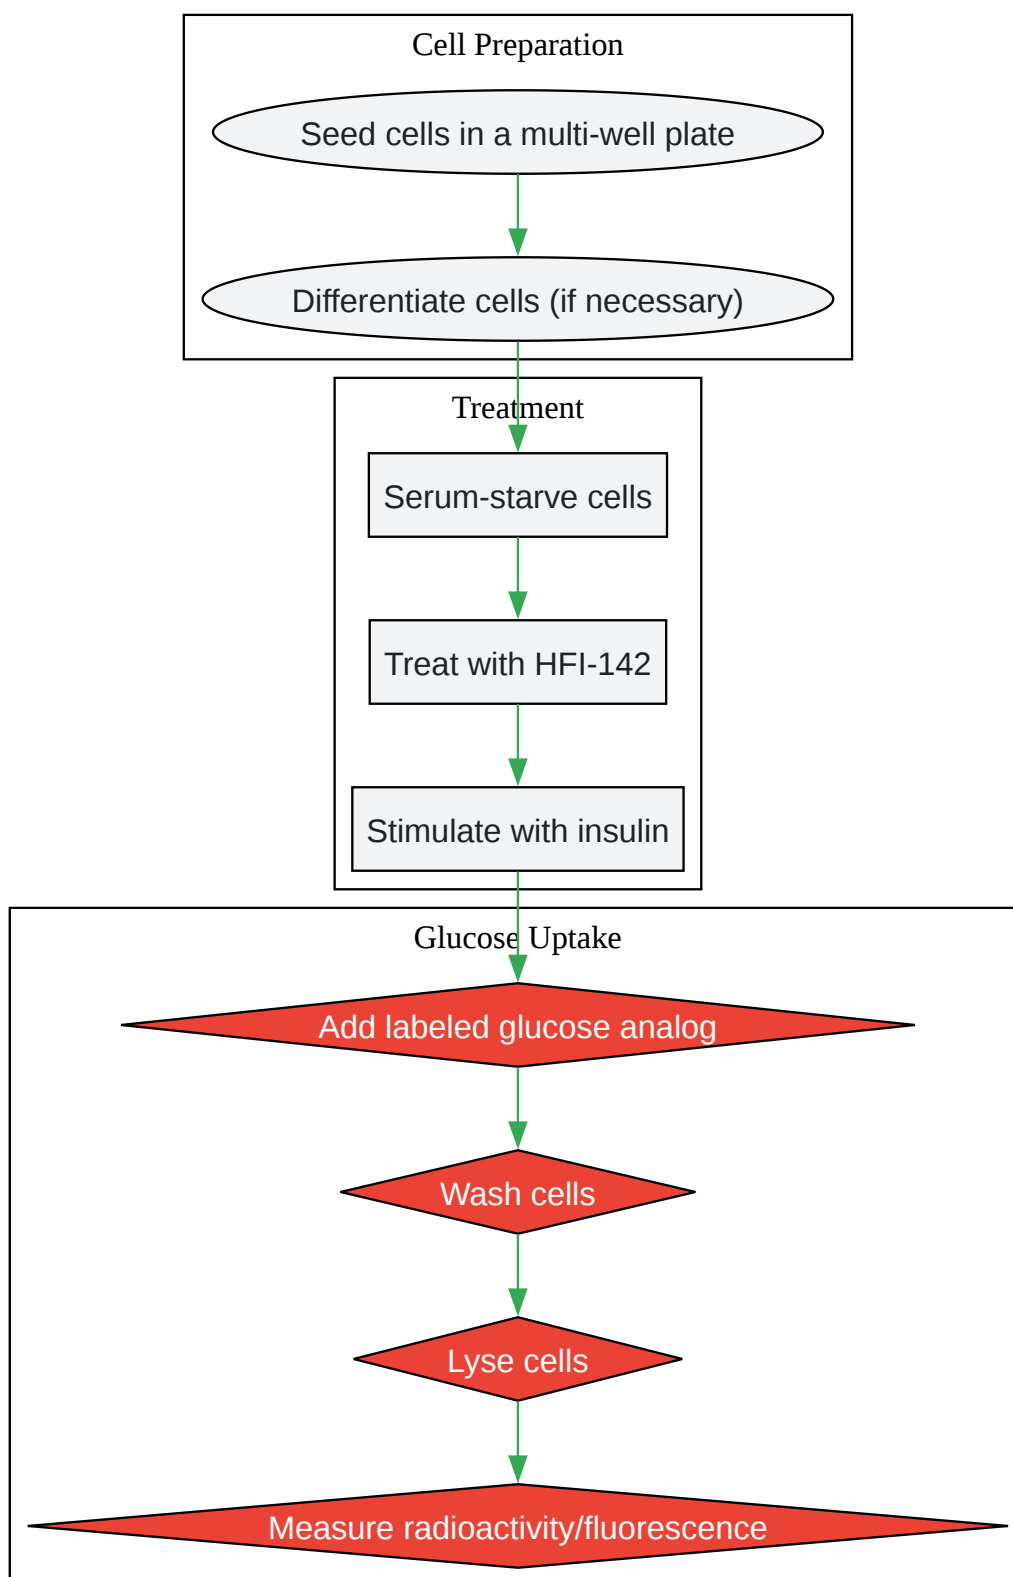 Cell Preparation
Seed cells in a multi-well plate
Differentiate cells (if necessary)
Treatment
Serum-starve cells
Treat with HFI-142
Stimulate with insulin
Glucose Uptake
Add labeled glucose analog
Wash cells
Lyse cells
Measure radioactivity/fluorescence